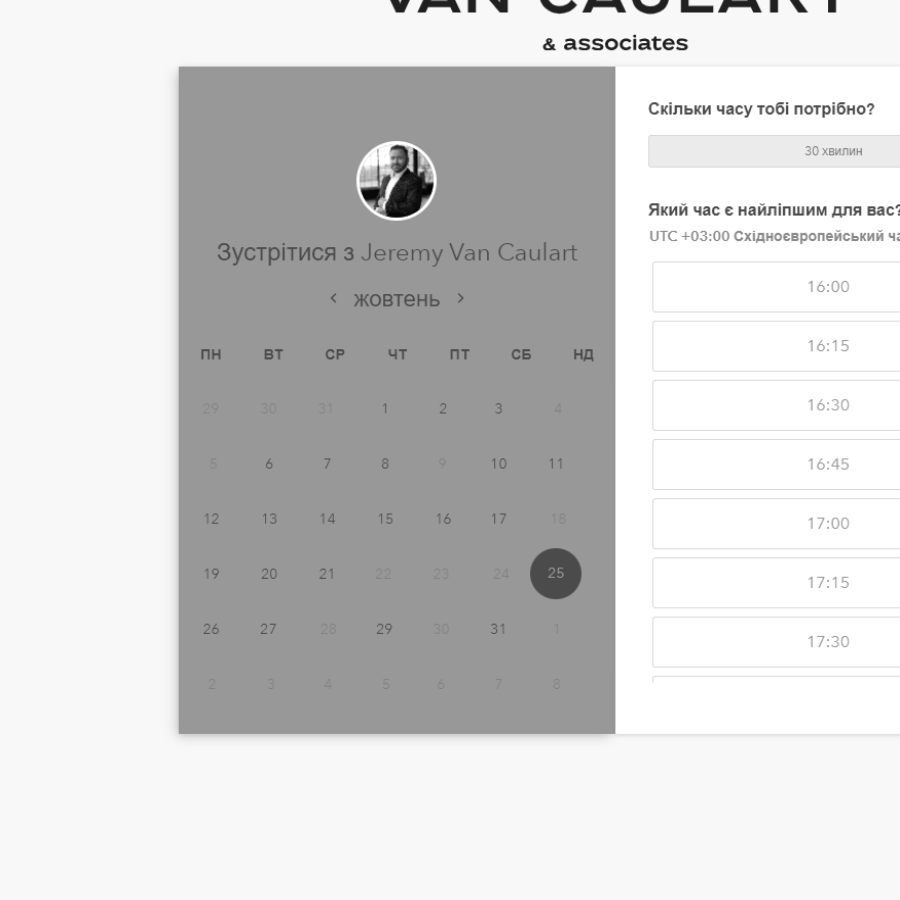 VAN CAULART
& associates
Зустрітися з Jeremy Van Caulart
жовтень
ПН ВТ СР ЧТ ПТ СБ НД
29 30 31 1 2 3 4
5 6 7 8 9 10 11
12 13 14 15 16 17 18
19 20 21 22 23 24 25
26 27 28 29 30 31 1
2 3 4 5 6 7 8
Скільки часу тобі потрібно?
30 хвилин
Який час є найліпшим для вас?
UTC +03:00 Східноєвропейський
16:00
16:15
16:30
16:45
17:00
17:15
17:30